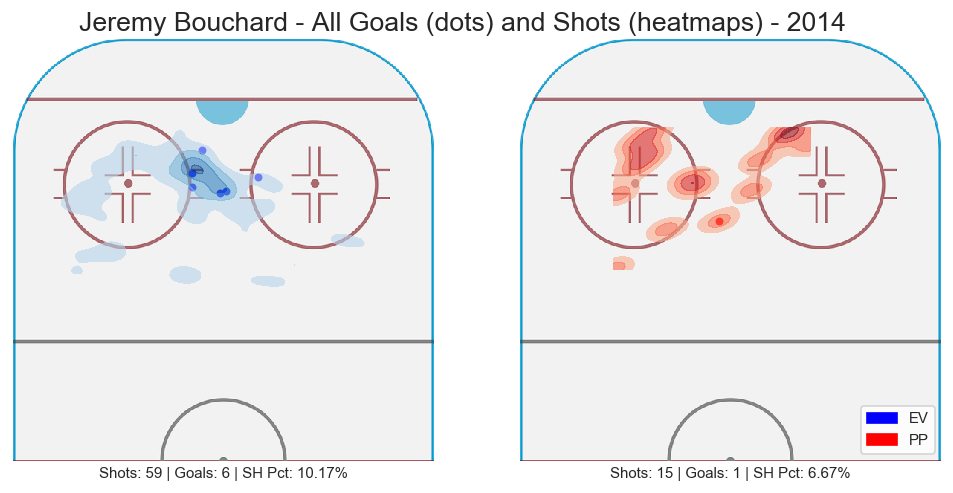 Jeremy Bouchard - All Goals (dots) and Shots (heatmaps) - 2014
EV
PP
Shots: 59 | Goals: 6 | SH Pct: 10.17%
Shots: 15 | Goals: 1 | SH Pct: 6.67%